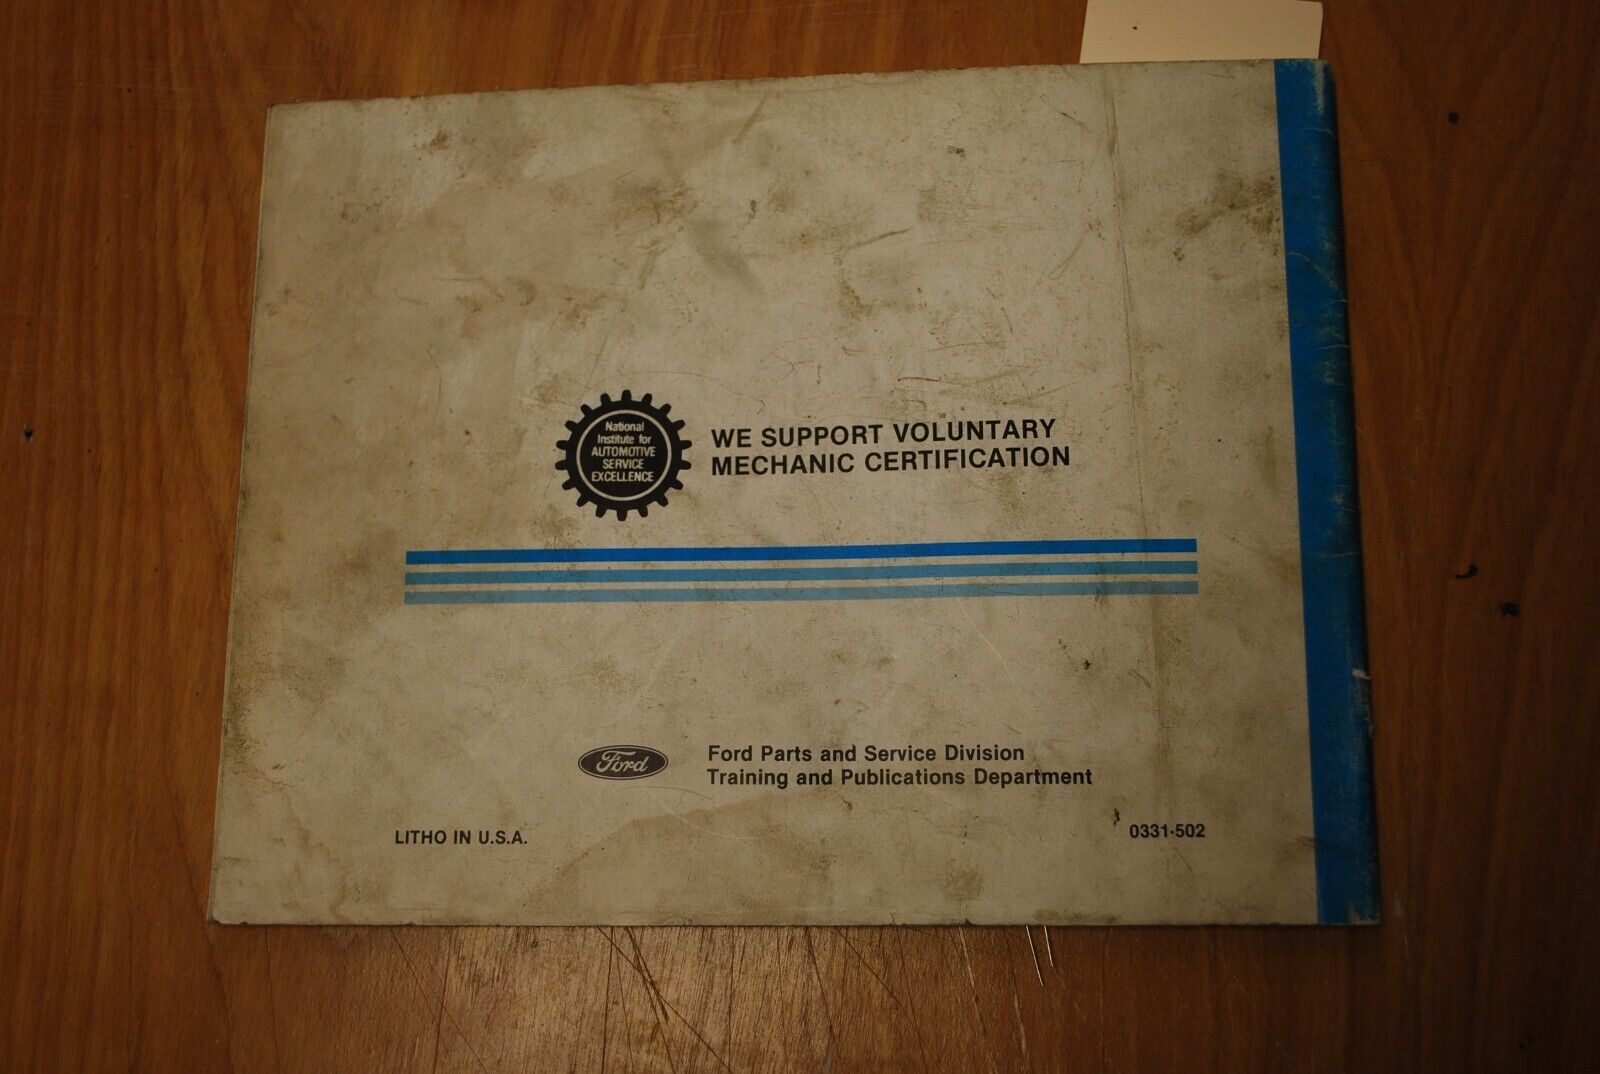 National
Institute for
AUTOMOTIVE
SERVICE
EXCELLENCE
WE SUPPORT VOLUNTARY
MECHANIC CERTIFICATION
Ford
Ford Parts and Service Division
Training and Publications Department
LITHO IN U.S.A.
0331-502